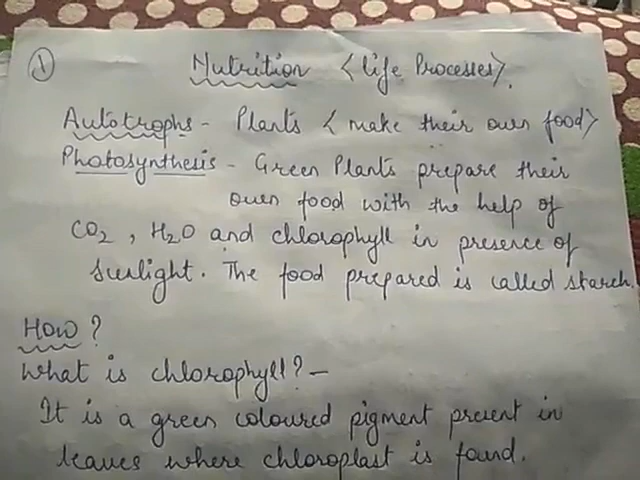 1
Nutrition <life Processes>.
Autotrophs - Plants < make their own food>
Photosynthesis - Green Plants prepare their
own food with the help of
CO2, H2O and chlorophyll in presence of
sunlight. The food prepared is called starch.
How?
What is chlorophyll? -
It is a green coloured pigment present in
leaves where chloroplast is found.